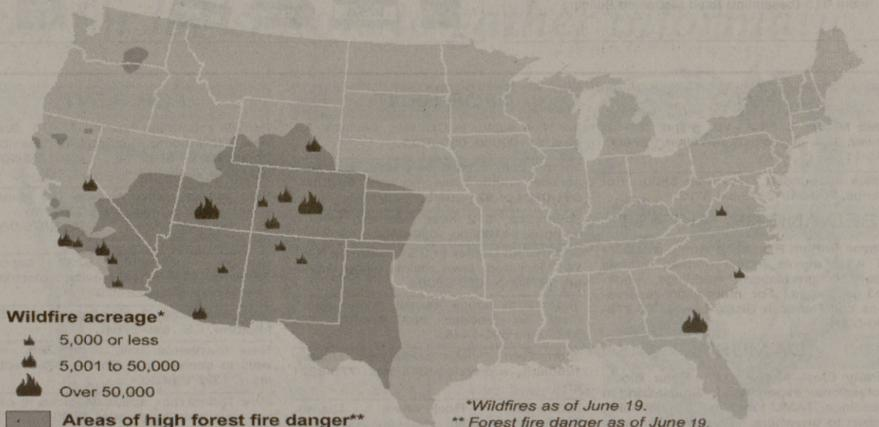 Wildfire acreage*
5,000 or less
5,001 to 50,000
Over 50,000
Areas of high forest fire danger**
*Wildfires as of June 19.
** Forest fire danger as of June 19.